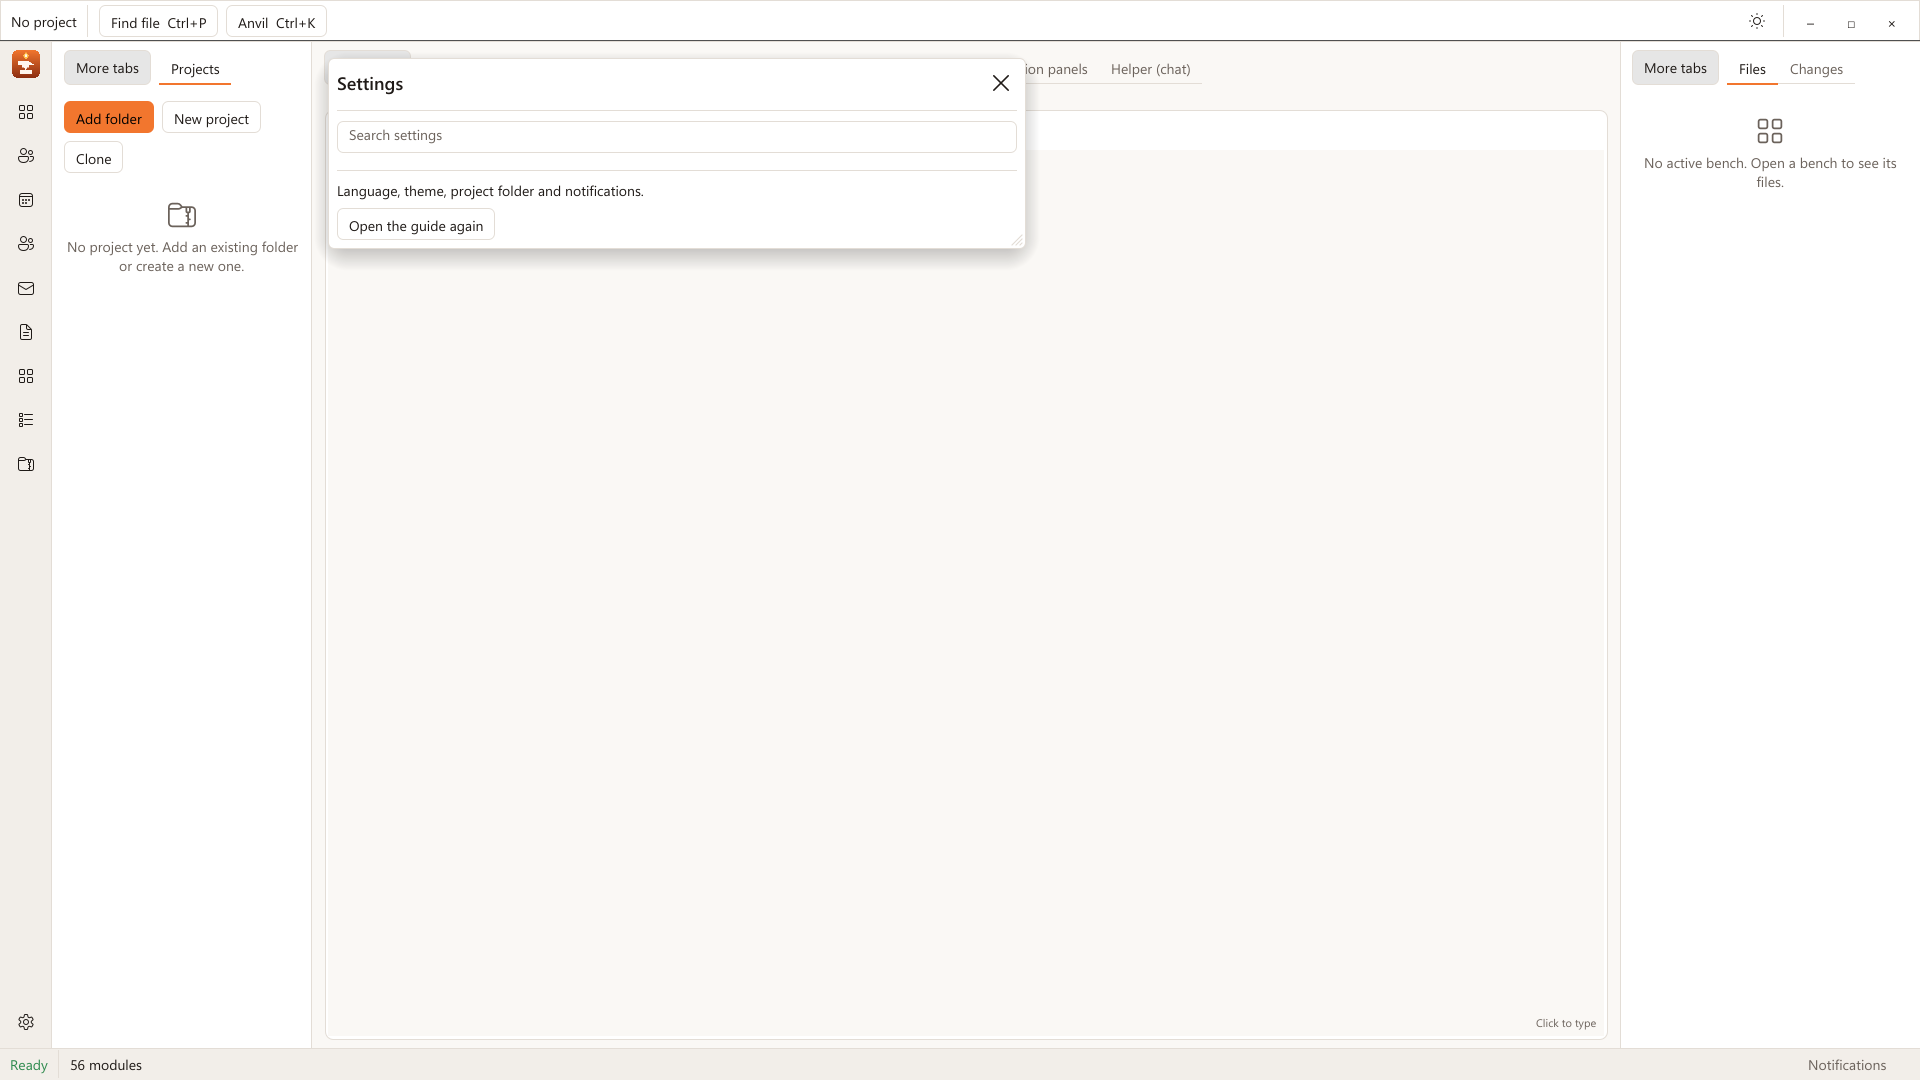 No project
Find file Ctrl+P
Anvil Ctrl+K
More tabs
Projects
Add folder
New project
Clone
No project yet. Add an existing folder
or create a new one.
Settings
Search settings
Language, theme, project folder and notifications.
Open the guide again
panels
Helper (chat)
Click to type
More tabs
Files
Changes
No active bench. Open a bench to see its
files.
Ready
56 modules
Notifications